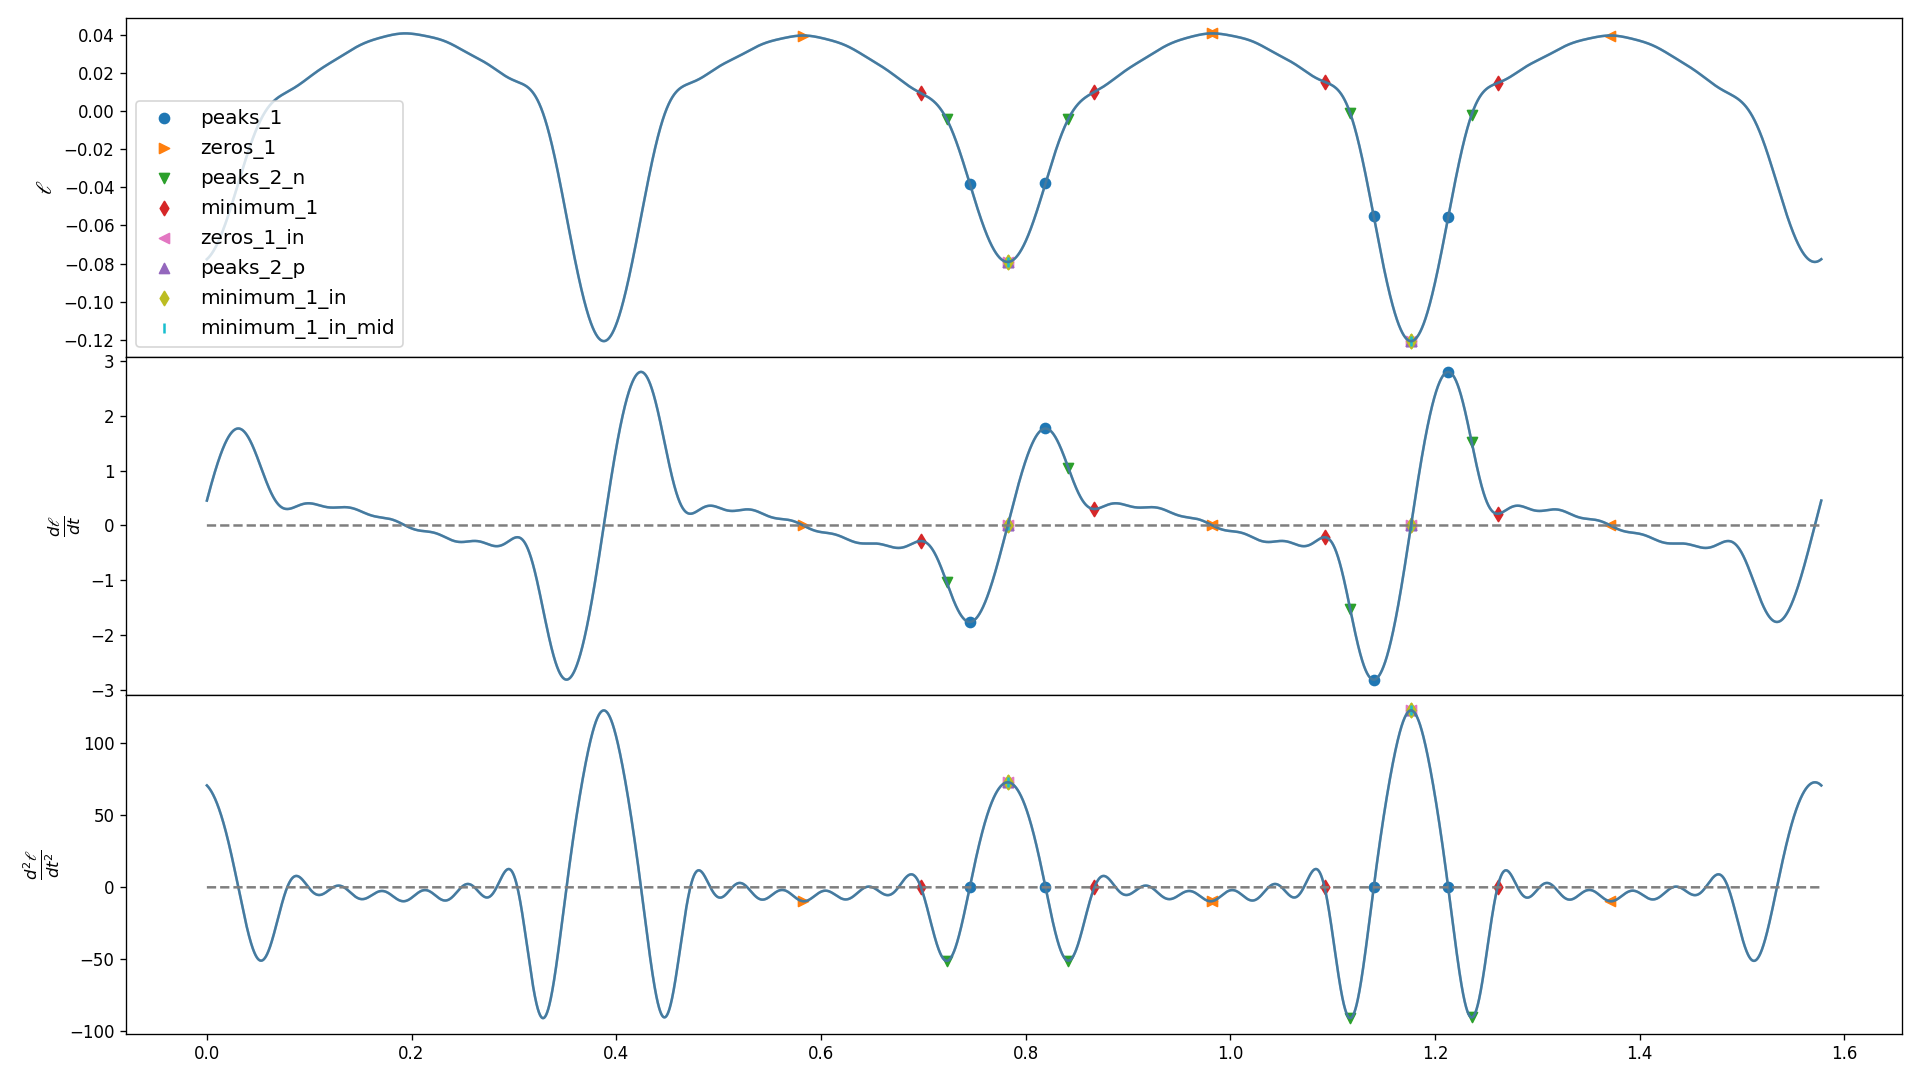 0.04
0.02
0.00
−0.02
−0.04
−0.06
−0.08
−0.10
−0.12
ℓ
peaks_1
zeros_1
peaks_2_n
minimum_1
zeros_1_in
peaks_2_p
minimum_1_in
minimum_1_in_mid
3
2
1
0
−1
−2
−3
dℓ
dt
100
50
0
−50
−100
d²ℓ
dt²
0.0 0.2 0.4 0.6 0.8 1.0 1.2 1.4 1.6